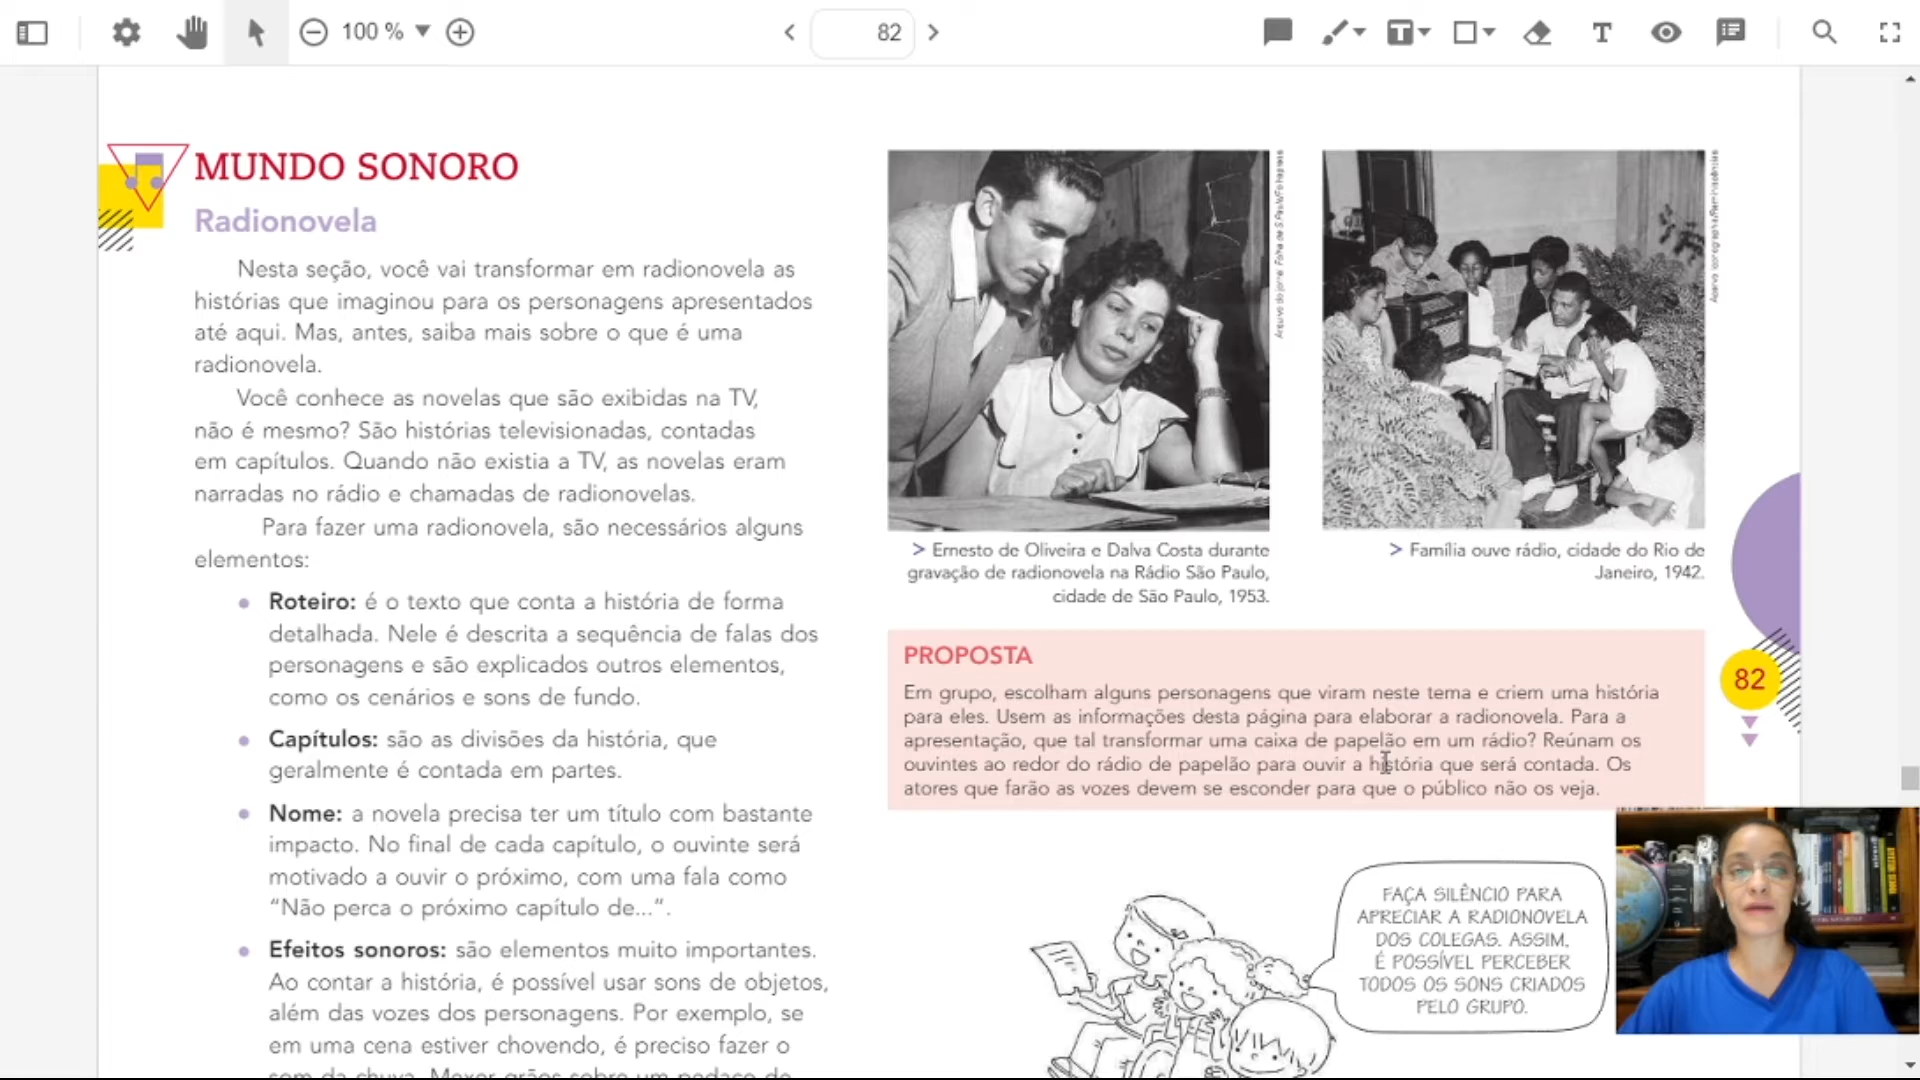 100 %
82
MUNDO SONORO
Radionovela
Nesta seção, você vai transformar em radionovela as
histórias que imaginou para os personagens apresentados
até aqui. Mas, antes, saiba mais sobre o que é uma
radionovela.
Você conhece as novelas que são exibidas na TV,
não é mesmo? São histórias televisionadas, contadas
em capítulos. Quando não existia a TV, as novelas eram
narradas no rádio e chamadas de radionovelas.
Para fazer uma radionovela, são necessários alguns
elementos:
Roteiro: é o texto que conta a história de forma
detalhada. Nele é descrita a sequência de falas dos
personagens e são explicados outros elementos,
como os cenários e sons de fundo.
Capítulos: são as divisões da história, que
geralmente é contada em partes.
Nome: a novela precisa ter um título com bastante
impacto. No final de cada capítulo, o ouvinte será
motivado a ouvir o próximo, com uma fala como
“Não perca o próximo capítulo de...”.
Efeitos sonoros: são elementos muito importantes.
Ao contar a história, é possível usar sons de objetos,
além das vozes dos personagens. Por exemplo, se
em uma cena estiver chovendo, é preciso fazer o
som da chuva. Mexer grãos sobre um pedaço de
> Ernesto de Oliveira e Dalva Costa durante
gravação de radionovela na Rádio São Paulo,
cidade de São Paulo, 1953.
> Família ouve rádio, cidade do Rio de
Janeiro, 1942.
PROPOSTA
Em grupo, escolham alguns personagens que viram neste tema e criem uma história
para eles. Usem as informações desta página para elaborar a radionovela. Para a
apresentação, que tal transformar uma caixa de papelão em um rádio? Reúnam os
ouvintes ao redor do rádio de papelão para ouvir a história que será contada. Os
atores que farão as vozes devem se esconder para que o público não os veja.
82
FAÇA SILÊNCIO PARA
APRECIAR A RADIONOVELA
DOS COLEGAS. ASSIM,
É POSSÍVEL PERCEBER
TODOS OS SONS CRIADOS
PELO GRUPO.